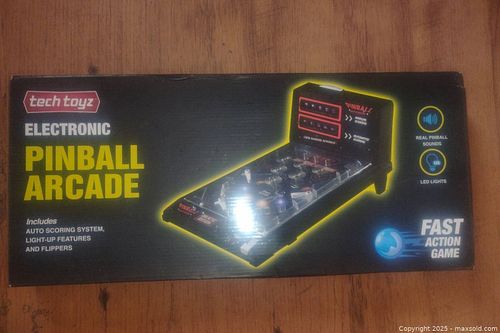 tech toyz
ELECTRONIC
PINBALL
ARCADE
Includes
AUTO SCORING SYSTEM,
LIGHT-UP FEATURES
AND FLIPPERS
PINBALL
REAL PINBALL
SOUNDS
LED LIGHTS
FAST
ACTION
GAME
Copyright 2025 - maxsold.com